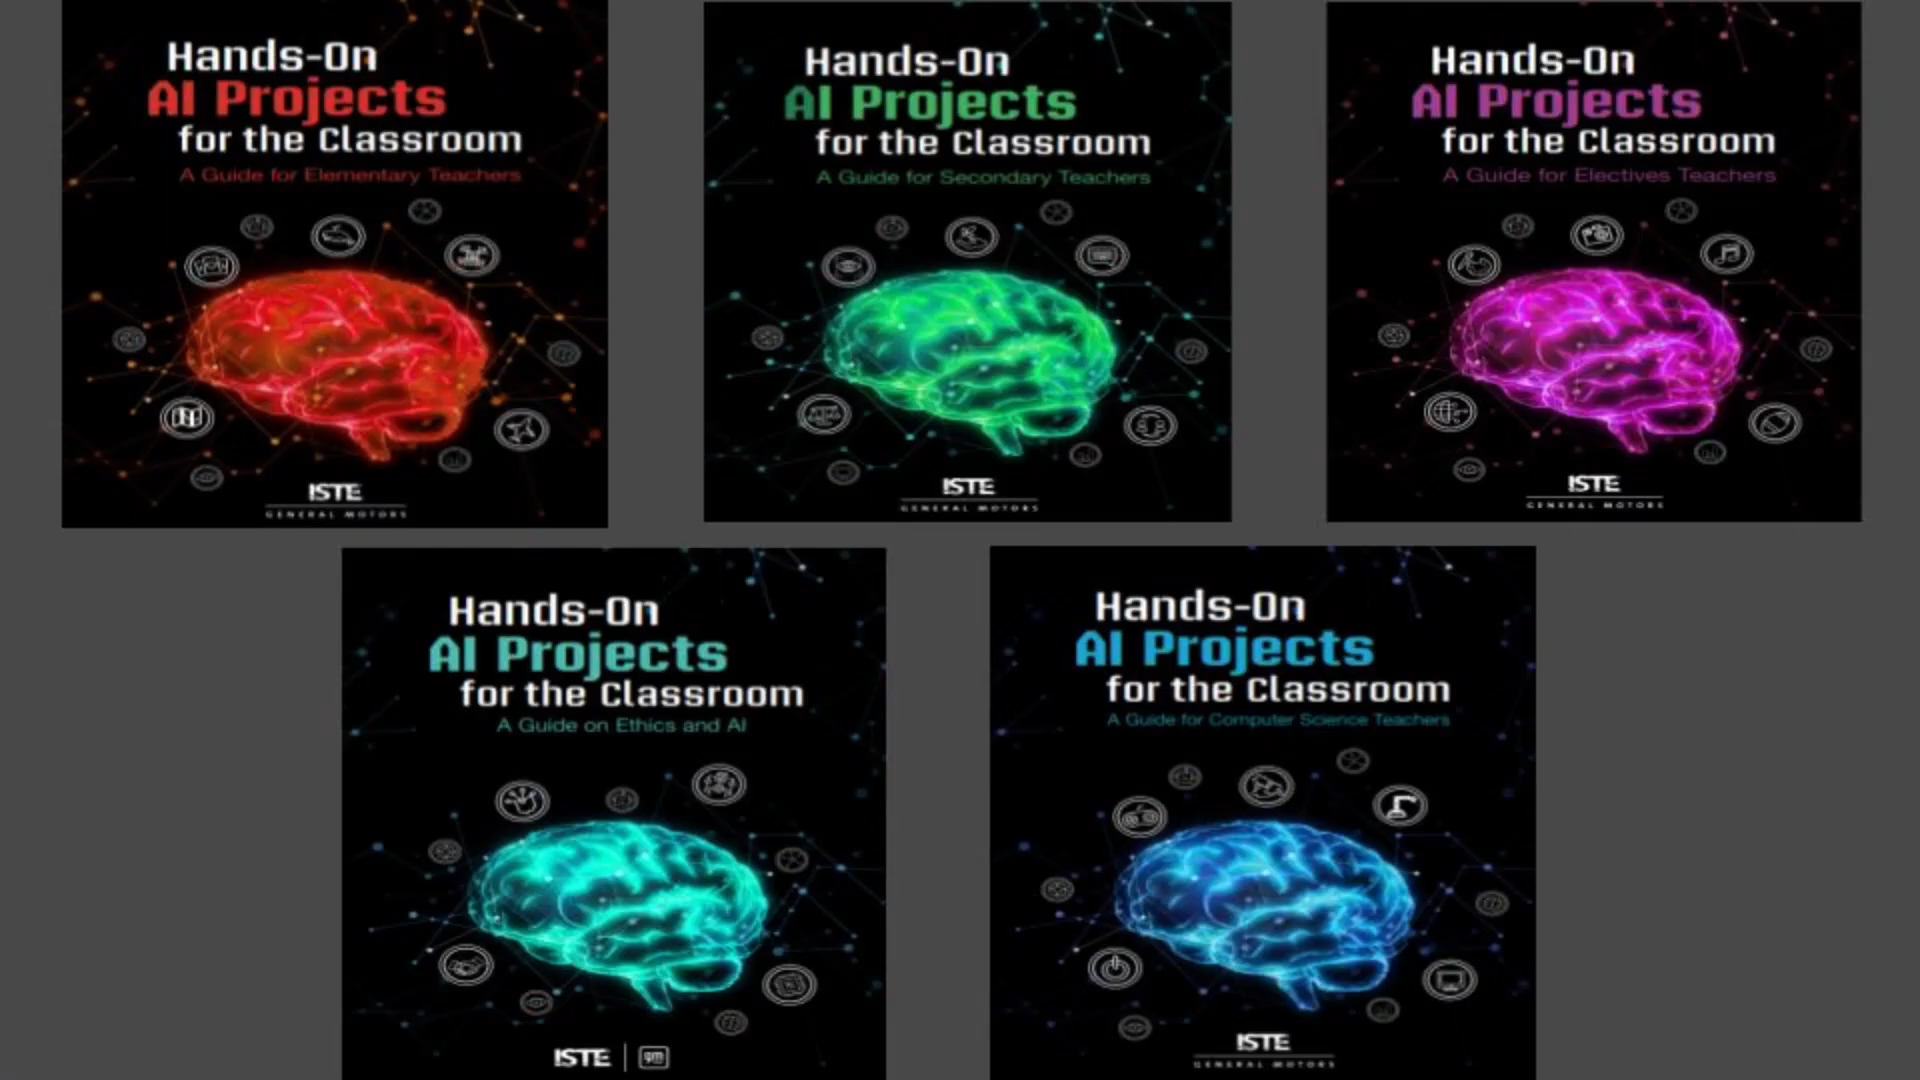 Hands-On
AI Projects
for the Classroom
A Guide for Elementary Teachers
ISTE
GENERAL MOTORS
Hands-On
AI Projects
for the Classroom
A Guide for Secondary Teachers
ISTE
GENERAL MOTORS
Hands-On
AI Projects
for the Classroom
A Guide for Electives Teachers
ISTE
GENERAL MOTORS
Hands-On
AI Projects
for the Classroom
A Guide on Ethics and AI
ISTE gm
Hands-On
AI Projects
for the Classroom
A Guide for Computer Science Teachers
ISTE
GENERAL MOTORS